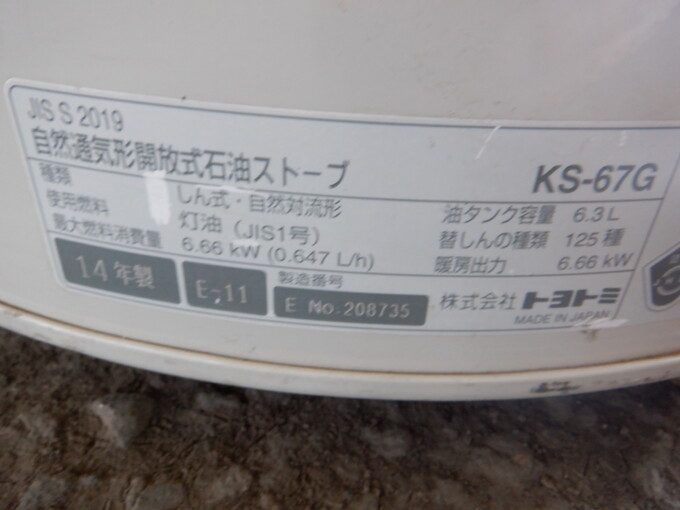 JIS S 2019
自然通気形開放式石油ストーブ
KS-67G
種類 しん式・自然対流形
使用燃料 灯油 (JIS1号)
最大燃料消費量 6.66 kW (0.647 L/h)
油タンク容量 6.3 L
替しんの種類 125 種
暖房出力 6.66 kW
14年製
E-11
製造番号
E No.208735
株式会社 トヨトミ
MADE IN JAPAN